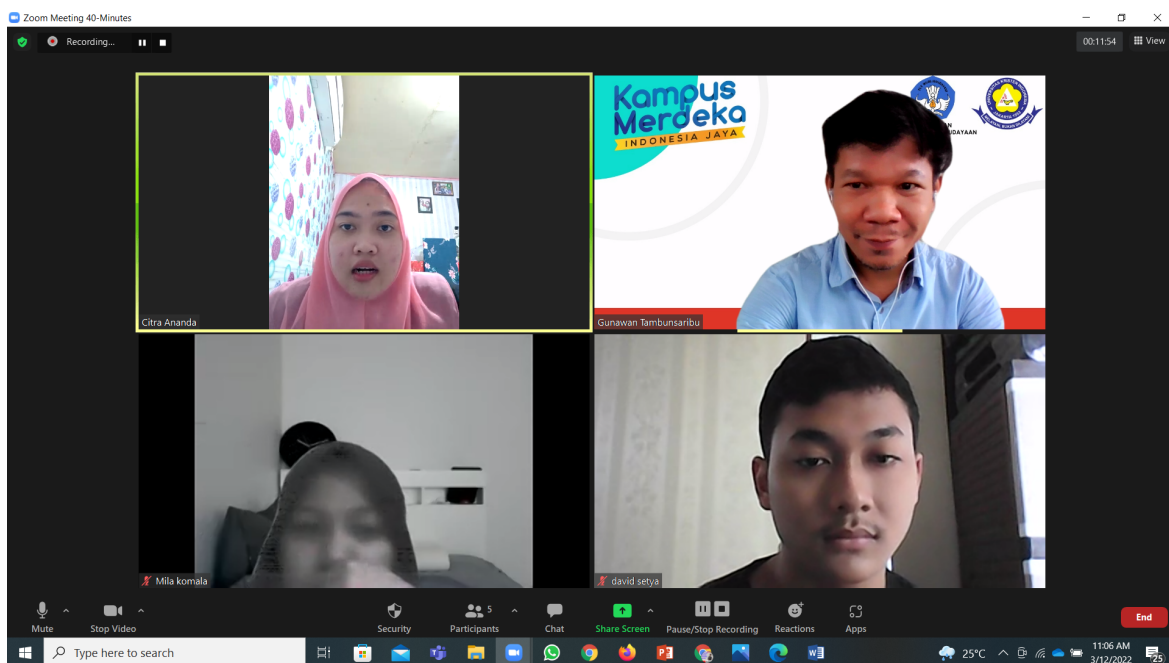 Zoom Meeting 40-Minutes
Recording...
00:11:54
View
Kampus
Merdeka
INDONESIA JAYA
UDAYAAN
Citra Ananda
Gunawan Tambunsaribu
Mila komala
david setya
Mute
Stop Video
Security
5
Participants
Chat
Share Screen
Pause/Stop Recording
Reactions
Apps
End
Type here to search
25°C
11:06 AM
3/12/2022
25